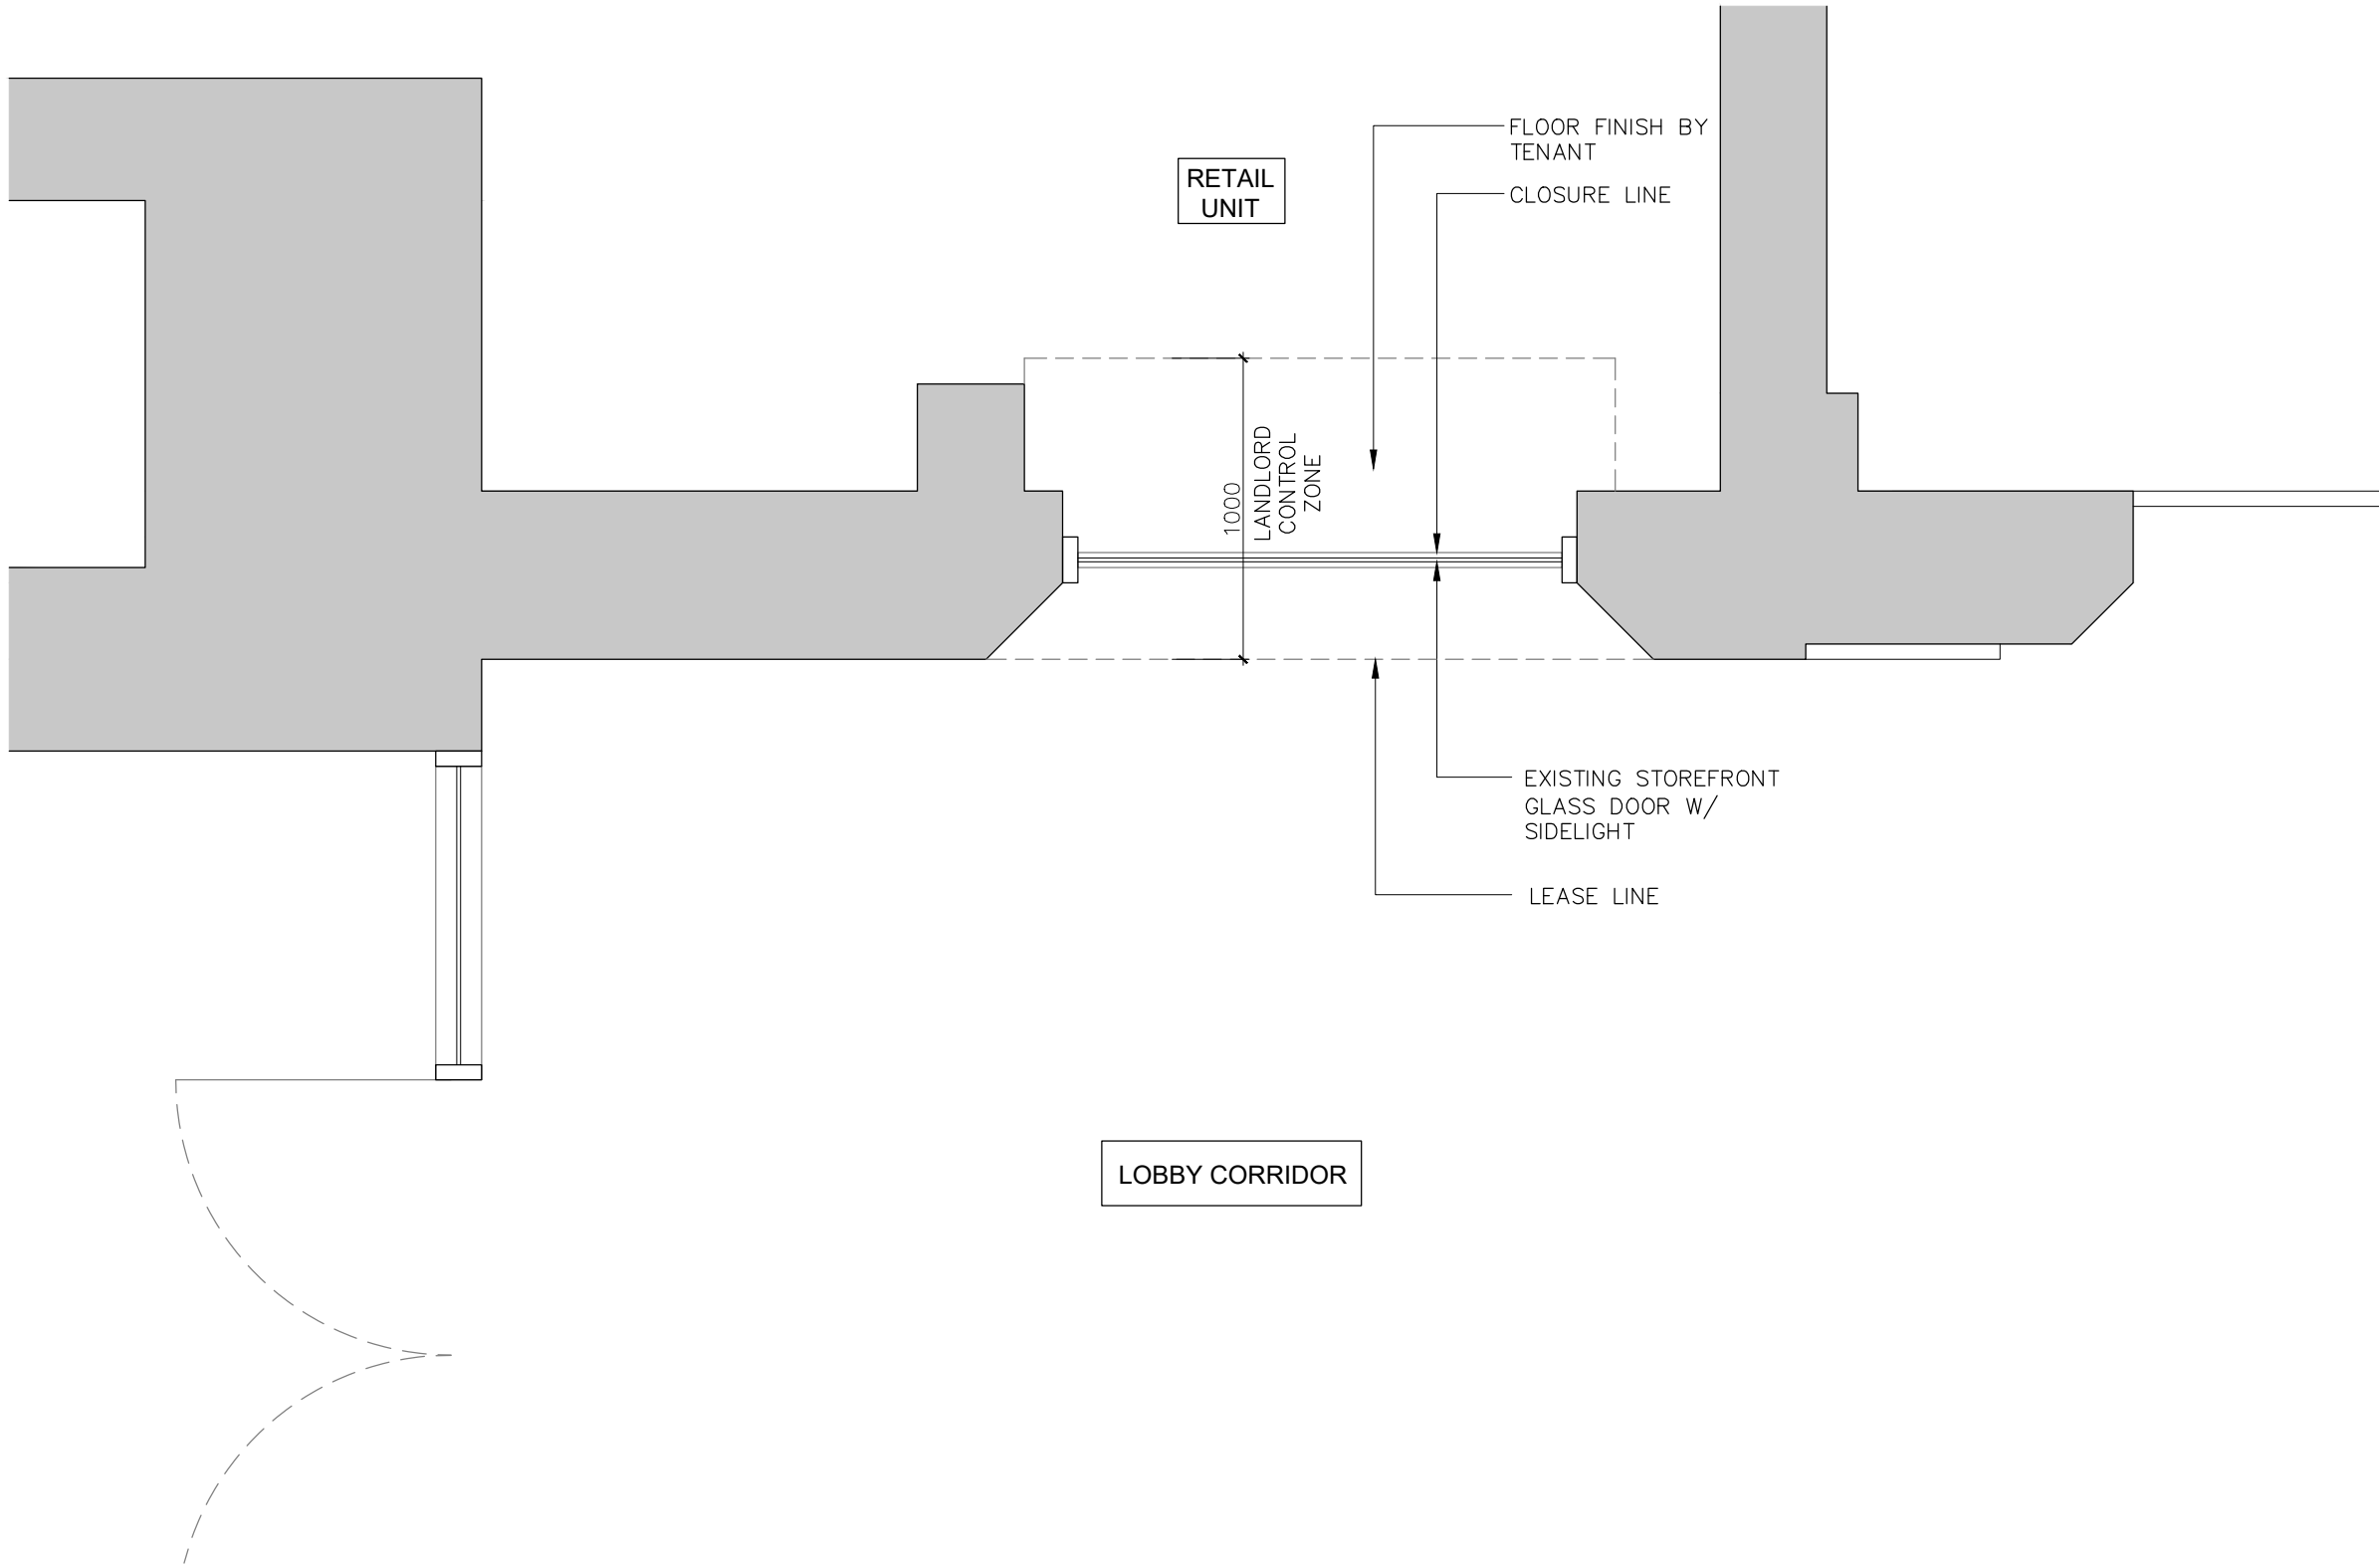 FLOOR FINISH BY
TENANT
RETAIL
UNIT
CLOSURE LINE
1000
LANDLORD
CONTROL
ZONE
EXISTING STOREFRONT
GLASS DOOR W/
SIDELIGHT
LEASE LINE
LOBBY CORRIDOR